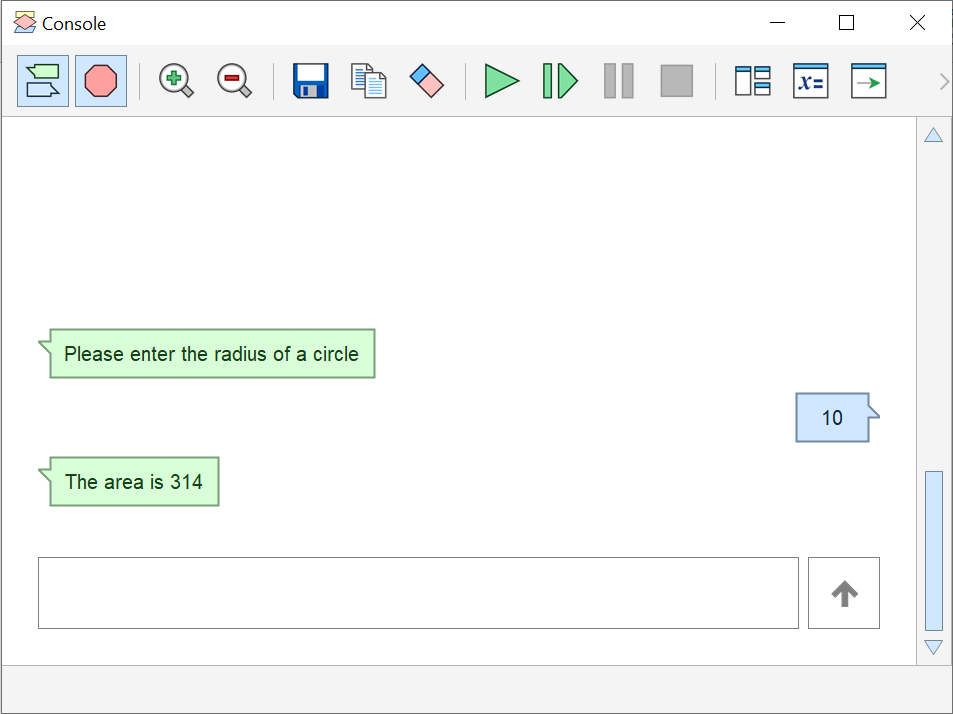 Console
x=
Please enter the radius of a circle
10
The area is 314